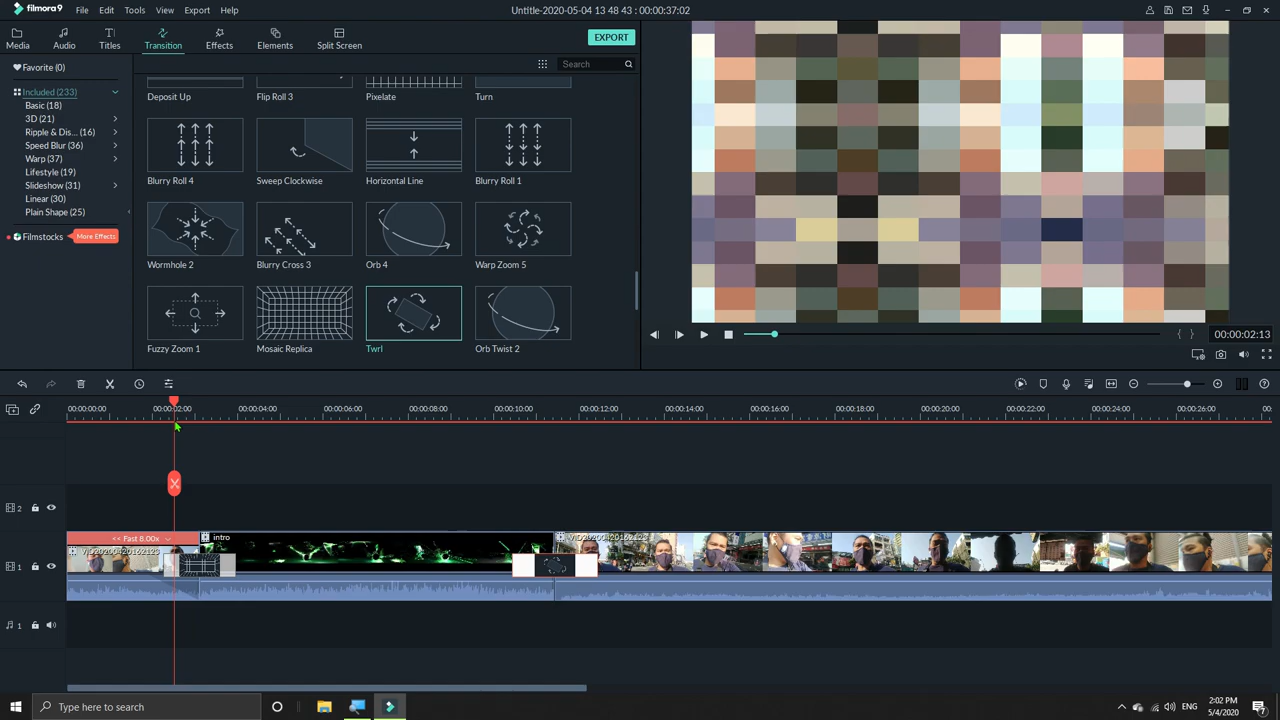 filmora9
File Edit Tools View Export Help
Untitle-2020-05-04 13 48 43 : 00:00:37:02
Media Audio Titles Transition Effects Elements Split Screen
EXPORT
Favorite (0)
Search
Included (233)
Basic (18)
3D (21)
Ripple & Dis... (16)
Speed Blur (36)
Warp (37)
Lifestyle (19)
Slideshow (31)
Linear (30)
Plain Shape (25)
Filmstocks More Effects
Deposit Up Flip Roll 3 Pixelate Turn
Blurry Roll 4 Sweep Clockwise Horizontal Line Blurry Roll 1
Wormhole 2 Blurry Cross 3 Orb 4 Warp Zoom 5
Fuzzy Zoom 1 Mosaic Replica Twrl Orb Twist 2
00:00:02:13
00:00:00:00 00:00:02:00 00:00:04:00 00:00:06:00 00:00:08:00 00:00:10:00 00:00:12:00 00:00:14:00 00:00:16:00 00:00:18:00 00:00:20:00 00:00:22:00 00:00:24:00 00:00:26:00
2
<< Fast 8.00x intro VID20200420162123
VID20200420162123
1
1
Type here to search
ENG
2:02 PM
5/4/2020
7